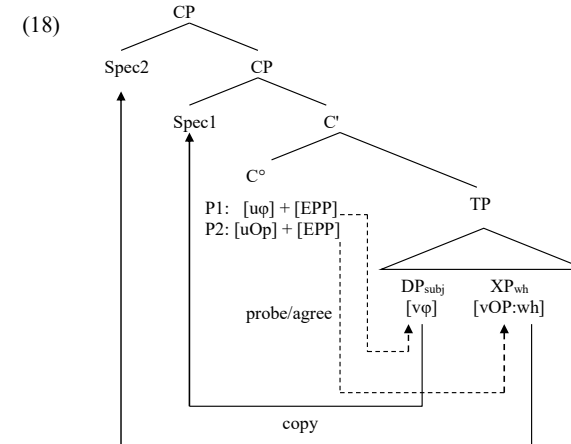 (18)
CP
Spec2 CP
Spec1 C'
C°
TP
P1: [uφ] + [EPP]
P2: [uOp] + [EPP]
DPsubj XPwh
[vφ] [vOP:wh]
probe/agree
copy